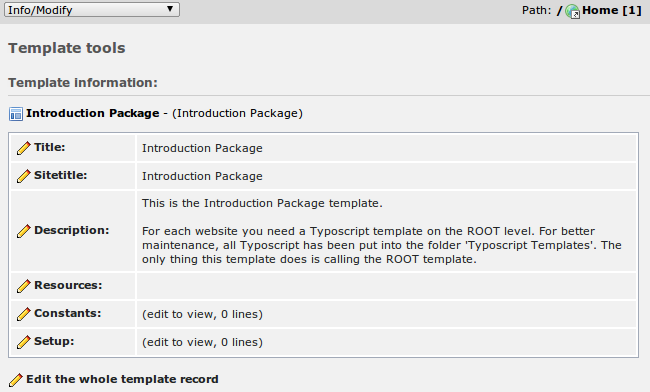 Info/Modify Path: / Home [1]
Template tools
Template information:
Introduction Package - (Introduction Package)
Title: Introduction Package
Sitetitle: Introduction Package
This is the Introduction Package template.
For each website you need a Typoscript template on the ROOT level. For better
Description: maintenance, all Typoscript has been put into the folder 'Typoscript Templates'. The
only thing this template does is calling the ROOT template.
Resources:
Constants: (edit to view, 0 lines)
Setup: (edit to view, 0 lines)
Edit the whole template record